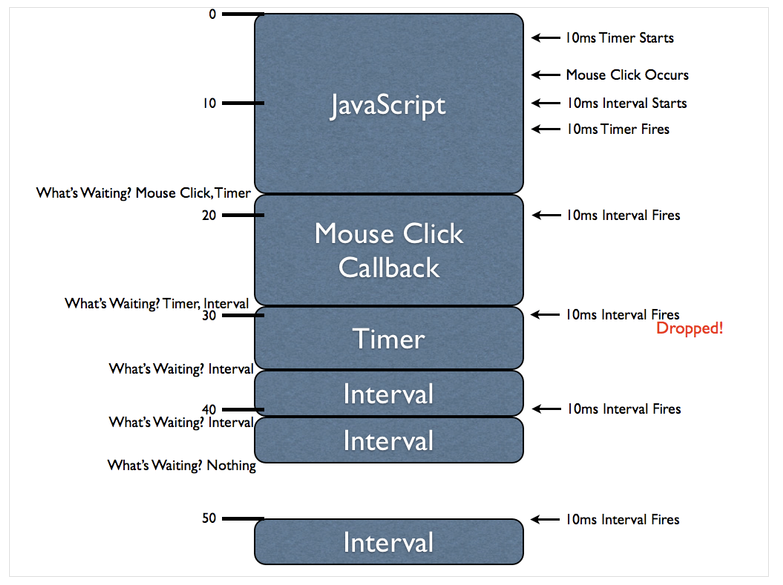 0
10ms Timer Starts
Mouse Click Occurs
10
JavaScript
10ms Interval Starts
10ms Timer Fires
What's Waiting? Mouse Click,Timer
20
10ms Interval Fires
Mouse Click
Callback
What's Waiting? Timer, Interval
30
10ms Interval Fires
Dropped!
Timer
What's Waiting? Interval
Interval
40
10ms Interval Fires
What's Waiting? Interval
Interval
What's Waiting? Nothing
50
10ms Interval Fires
Interval